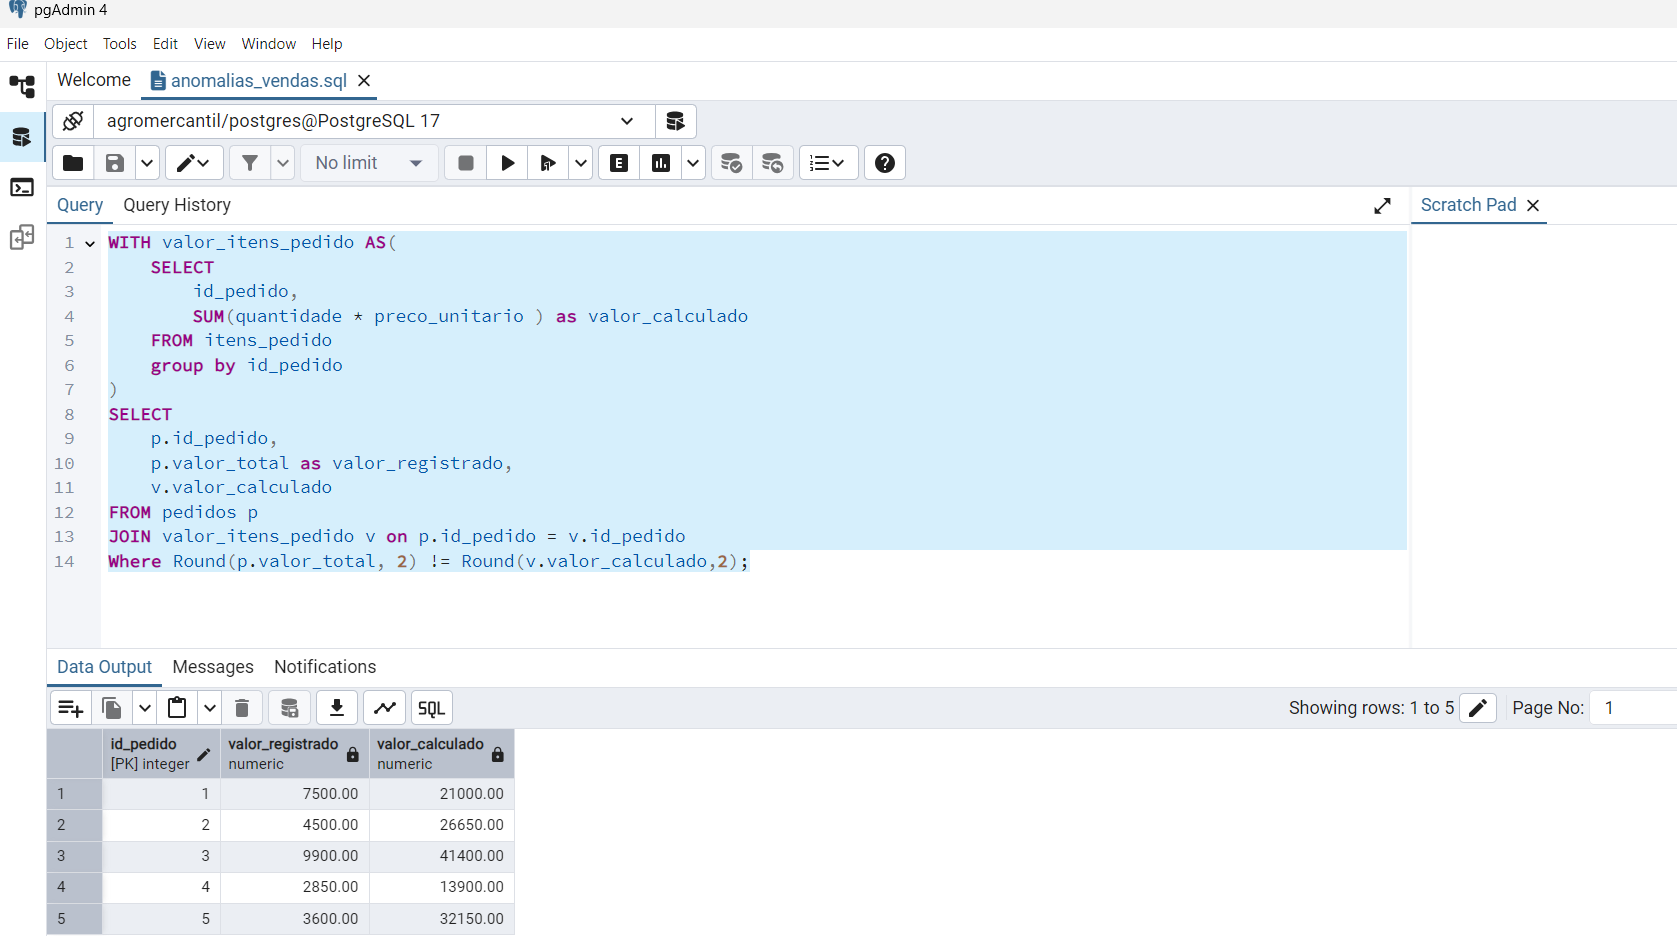 pgAdmin 4
File Object Tools Edit View Window Help
Welcome anomalias_vendas.sql
agromercantil/postgres@PostgreSQL 17
No limit E
Query Query History Scratch Pad
1 WITH valor_itens_pedido AS(
2 SELECT
3 id_pedido,
4 SUM(quantidade * preco_unitario ) as valor_calculado
5 FROM itens_pedido
6 group by id_pedido
7 )
8 SELECT
9 p.id_pedido,
10 p.valor_total as valor_registrado,
11 v.valor_calculado
12 FROM pedidos p
13 JOIN valor_itens_pedido v on p.id_pedido = v.id_pedido
14 Where Round(p.valor_total, 2) != Round(v.valor_calculado,2);
Data Output Messages Notifications
SQL Showing rows: 1 to 5 Page No: 1
id_pedido valor_registrado valor_calculado
[PK] integer numeric numeric
1 1 7500.00 21000.00
2 2 4500.00 26650.00
3 3 9900.00 41400.00
4 4 2850.00 13900.00
5 5 3600.00 32150.00